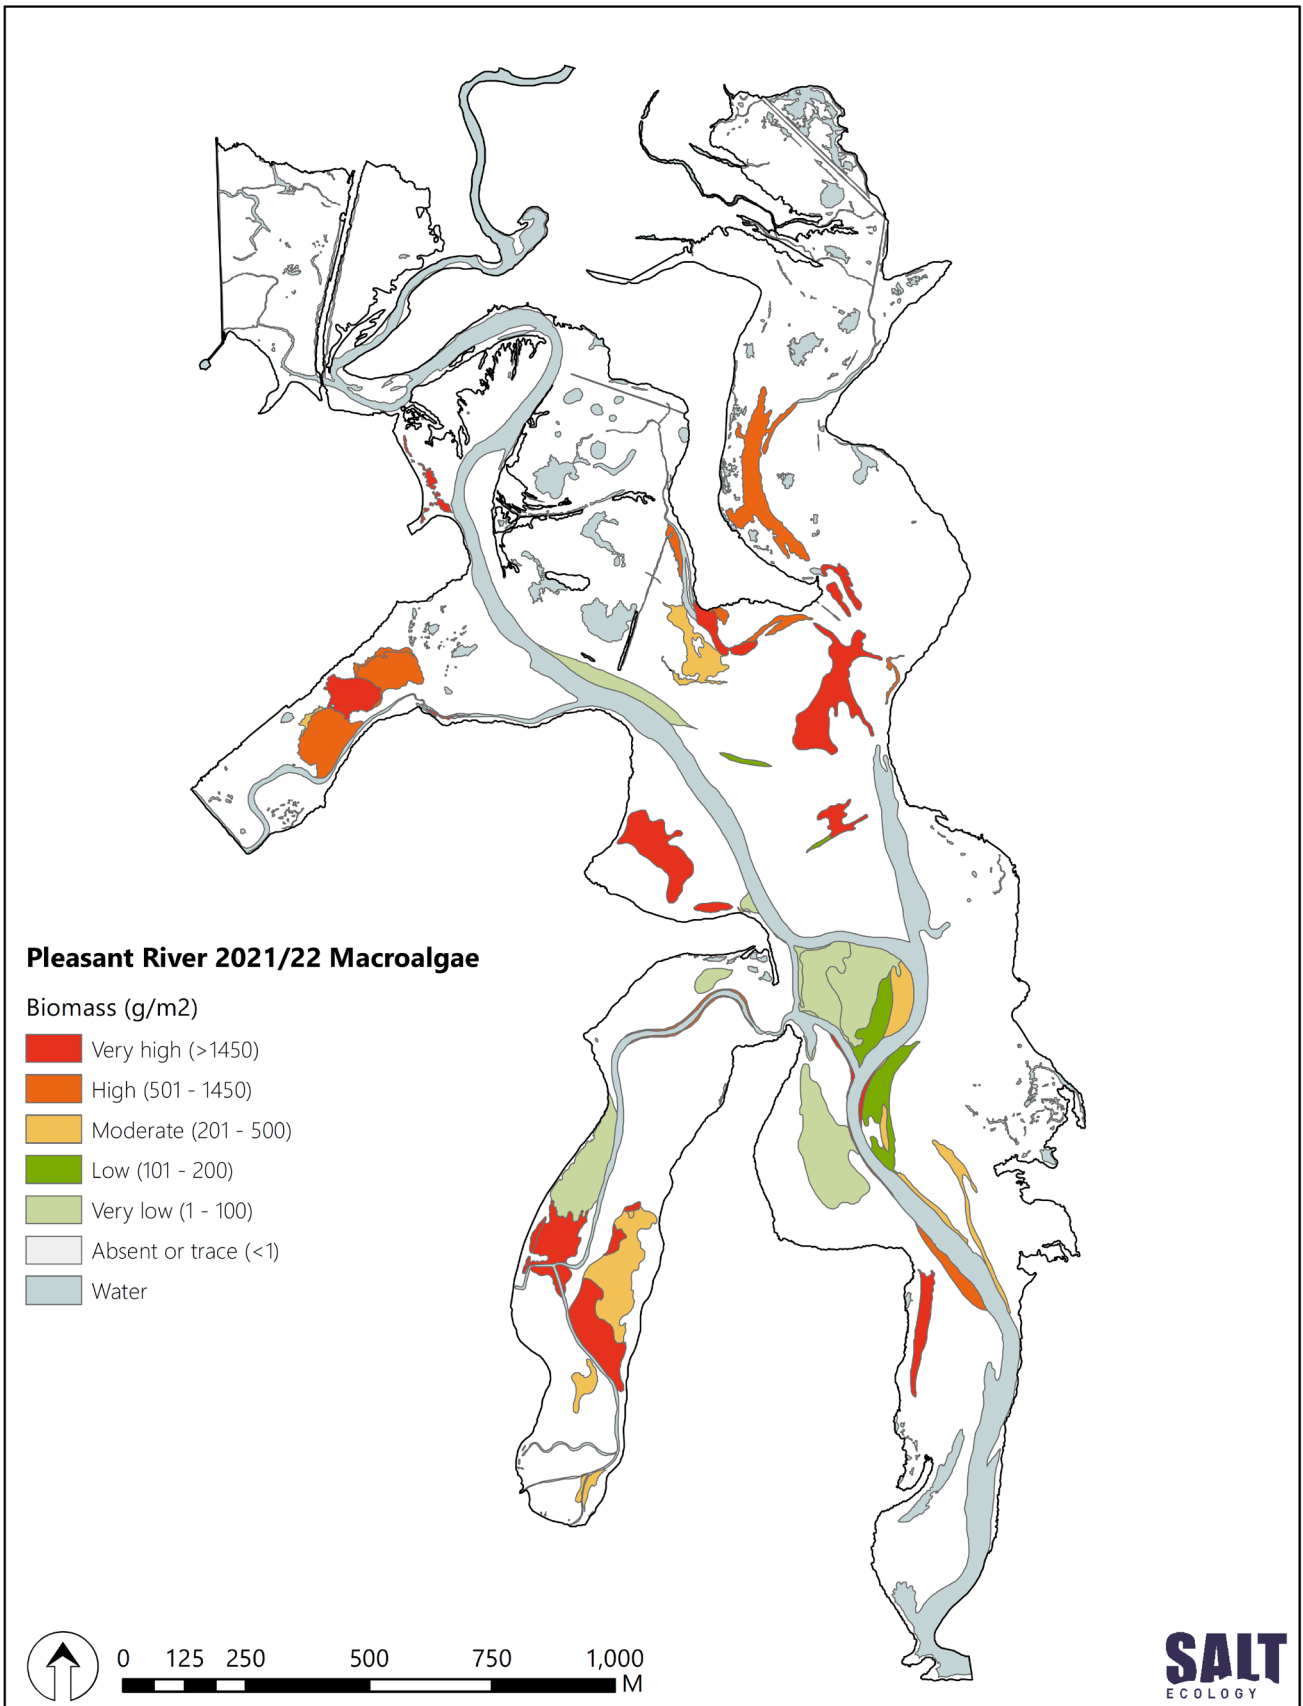 Pleasant River 2021/22 Macroalgae
Biomass (g/m2)
Very high (>1450)
High (501 - 1450)
Moderate (201 - 500)
Low (101 - 200)
Very low (1 - 100)
Absent or trace (<1)
Water
0 125 250 500 750 1,000
M
SALT
ECOLOGY